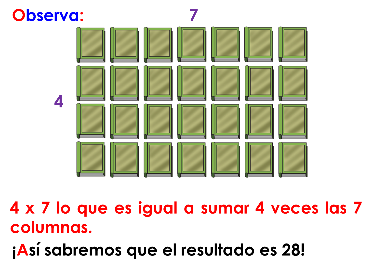 Observa:
7
4
4 x 7 lo que es igual a sumar 4 veces las 7
columnas.
¡Así sabremos que el resultado es 28!